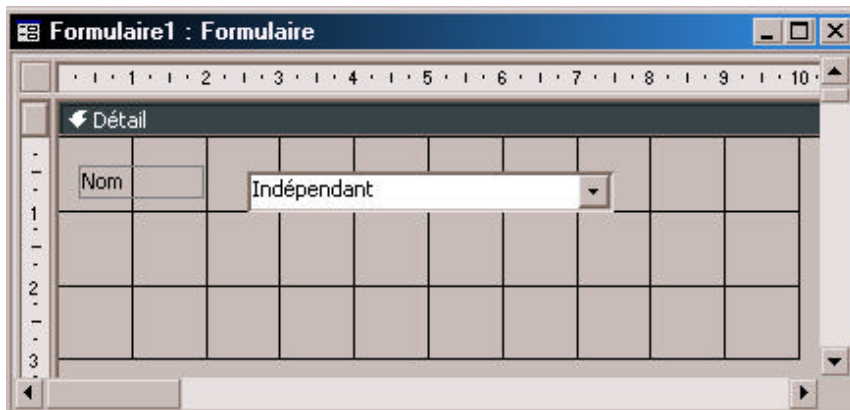 Formulaire1 : Formulaire
1 2 3 4 5 6 7 8 9 10
Détail
Nom
Indépendant
1
2
3